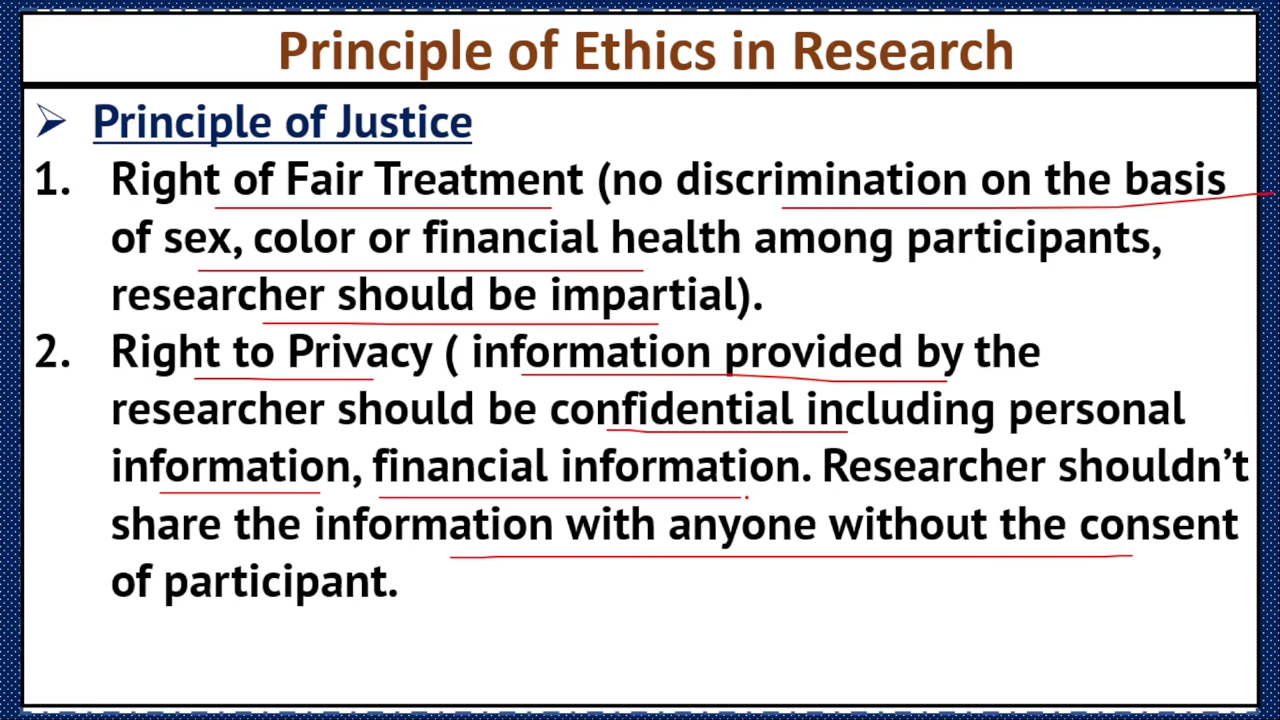 Principle of Ethics in Research
➢ Principle of Justice
1. Right of Fair Treatment (no discrimination on the basis
of sex, color or financial health among participants,
researcher should be impartial).
2. Right to Privacy ( information provided by the
researcher should be confidential including personal
information, financial information. Researcher shouldn’t
share the information with anyone without the consent
of participant.